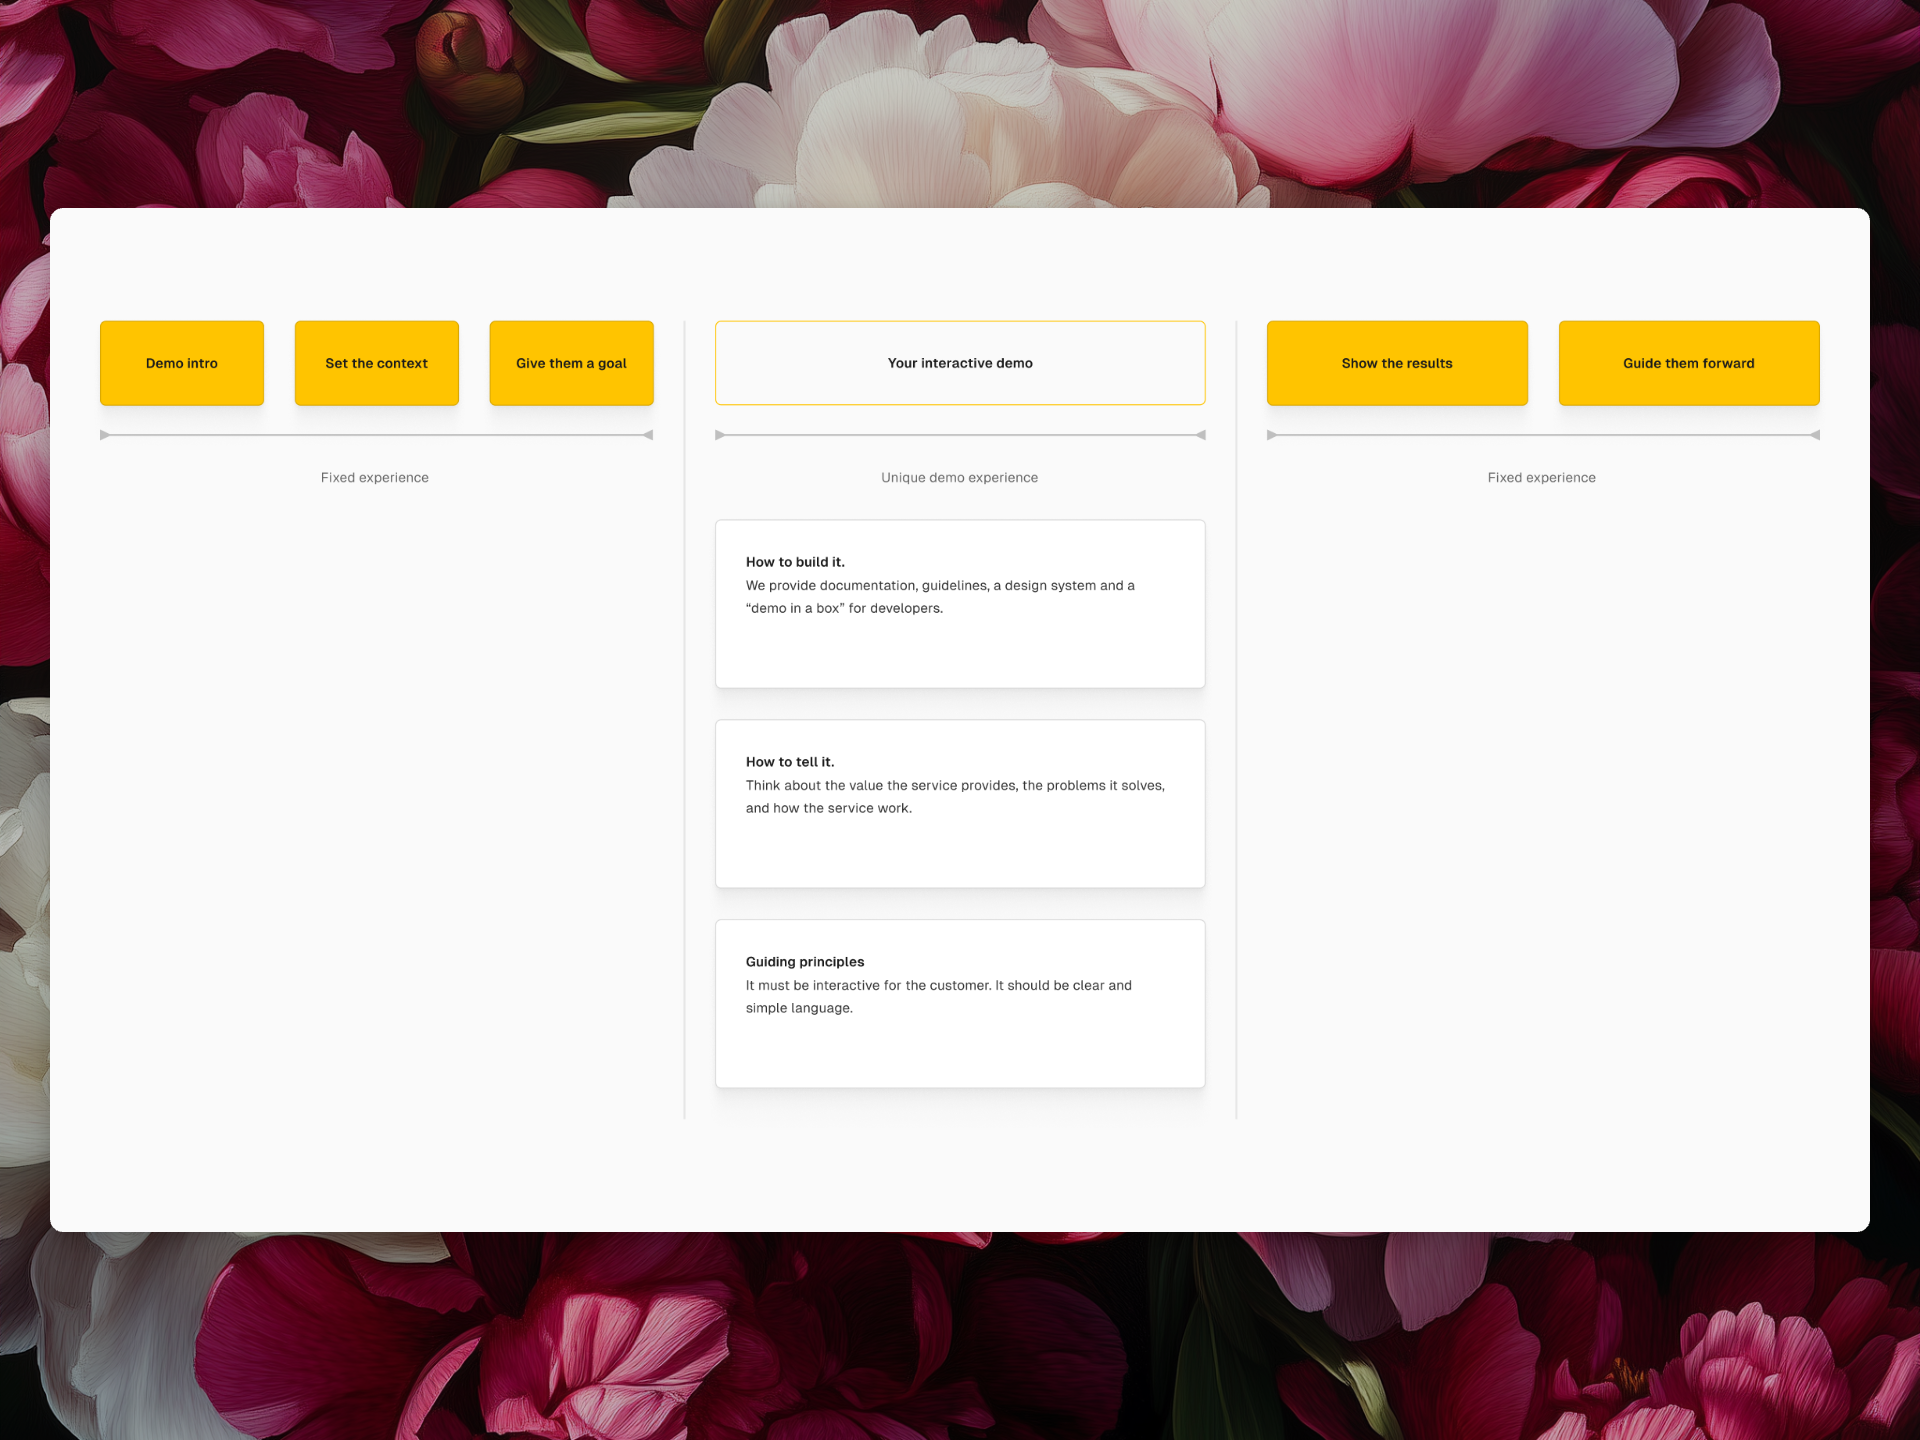 Demo intro
Set the context
Give them a goal
Your interactive demo
Show the results
Guide them forward
Fixed experience
Unique demo experience
Fixed experience
How to build it.
We provide documentation, guidelines, a design system and a
“demo in a box” for developers.
How to tell it.
Think about the value the service provides, the problems it solves,
and how the service work.
Guiding principles
It must be interactive for the customer. It should be clear and
simple language.